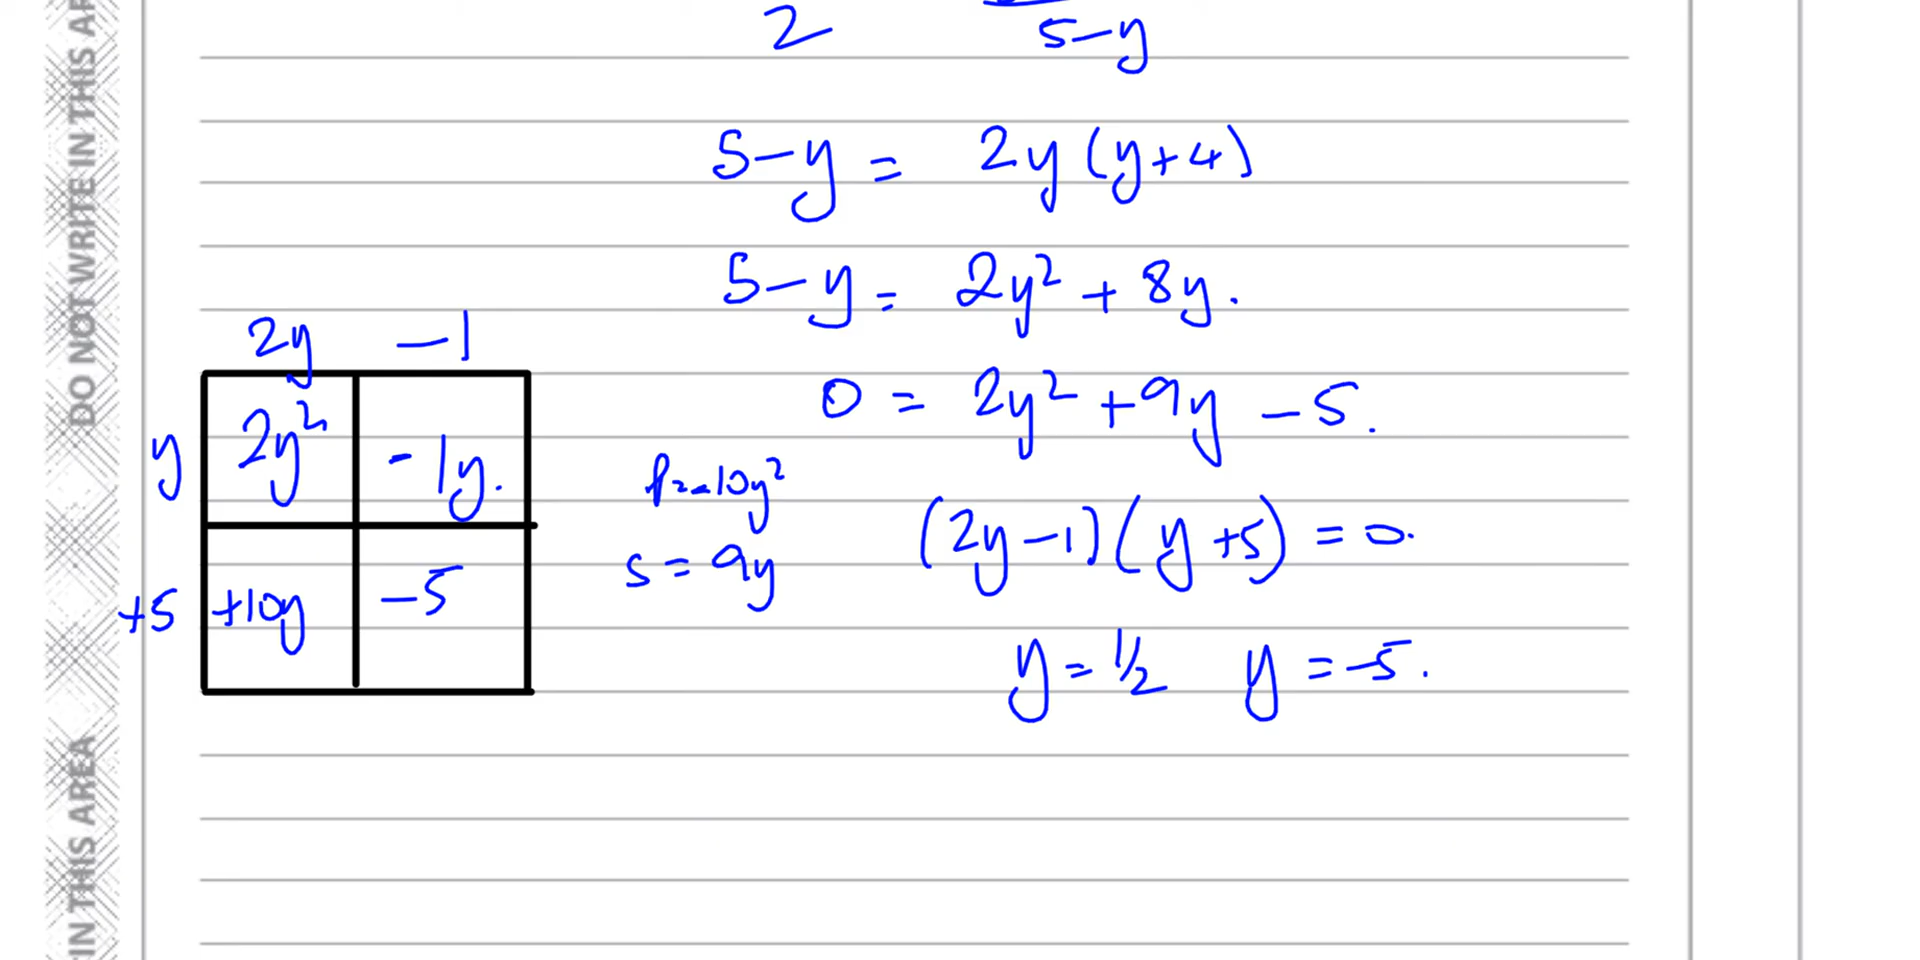 2 5-y
5-y = 2y(y+4)
5-y = 2y² + 8y.
0 = 2y² + 9y - 5.
2y -1
y 2y² -1y.
+5 +10y -5
P = -10y²
s = 9y
(2y-1)(y+5) = 0.
y = 1/2 y = -5.
DO NOT WRITE IN THIS AR
IN THIS AREA